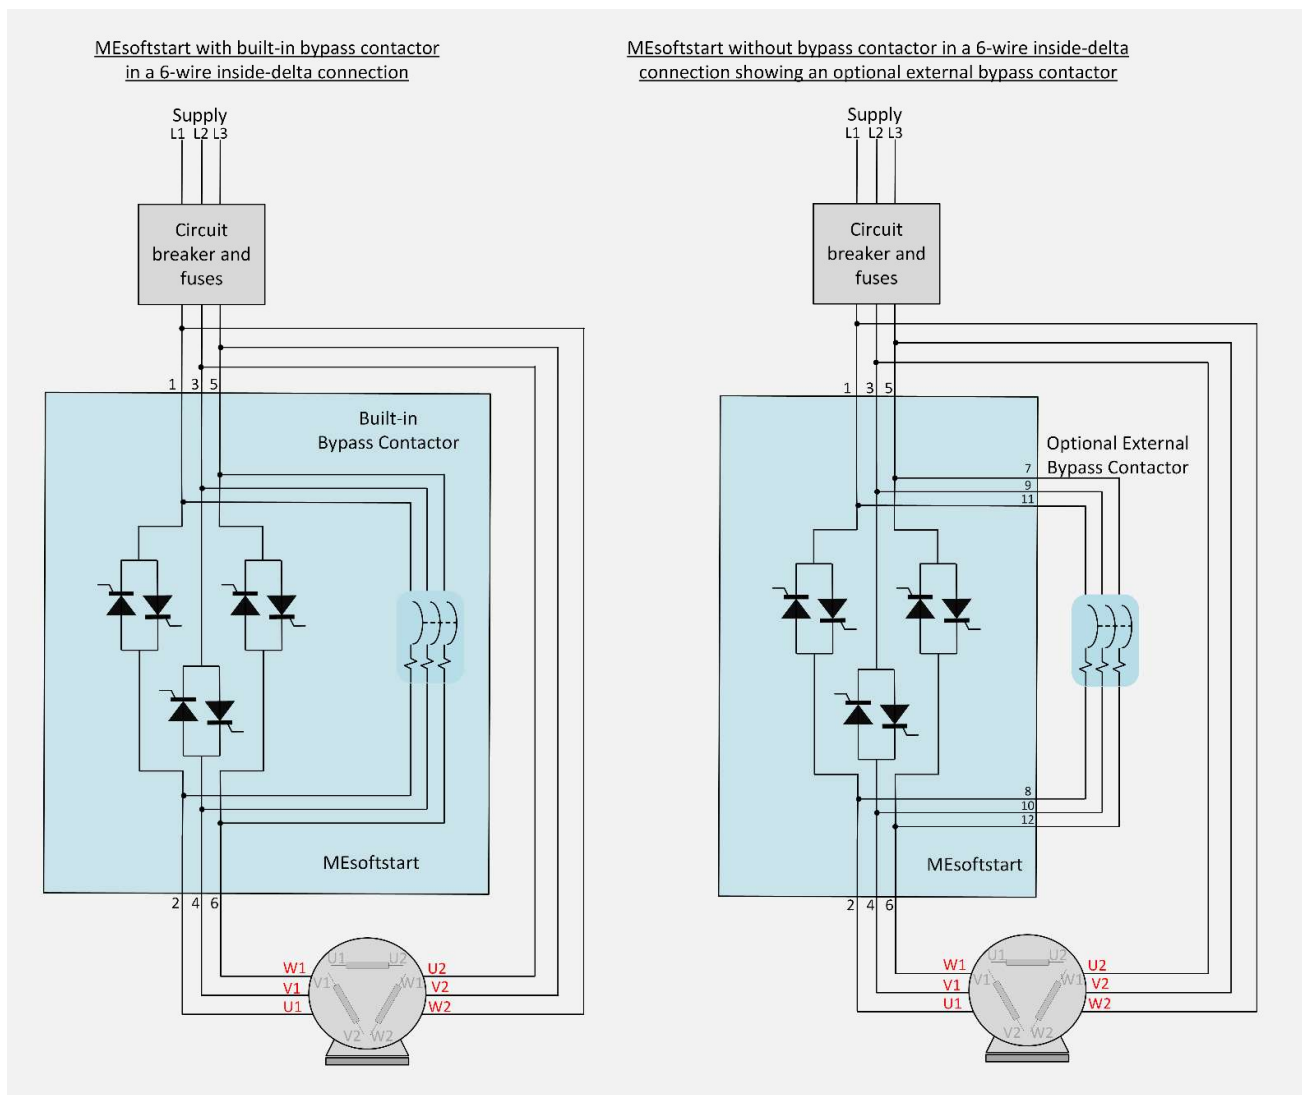 MEsoftstart with built-in bypass contactor
in a 6-wire inside-delta connection
Supply
L1 L2 L3
Circuit
breaker and
fuses
1 3 5
Built-in
Bypass Contactor
MEsoftstart
2 4 6
W1
V1
U1
U1 U2
V1 W1
V2 W2
U2
V2
W2
MEsoftstart without bypass contactor in a 6-wire inside-delta
connection showing an optional external bypass contactor
Supply
L1 L2 L3
Circuit
breaker and
fuses
1 3 5
Optional External
Bypass Contactor
7
9
11
8
10
12
MEsoftstart
2 4 6
W1
V1
U1
U1 U2
V1 W1
V2 W2
U2
V2
W2